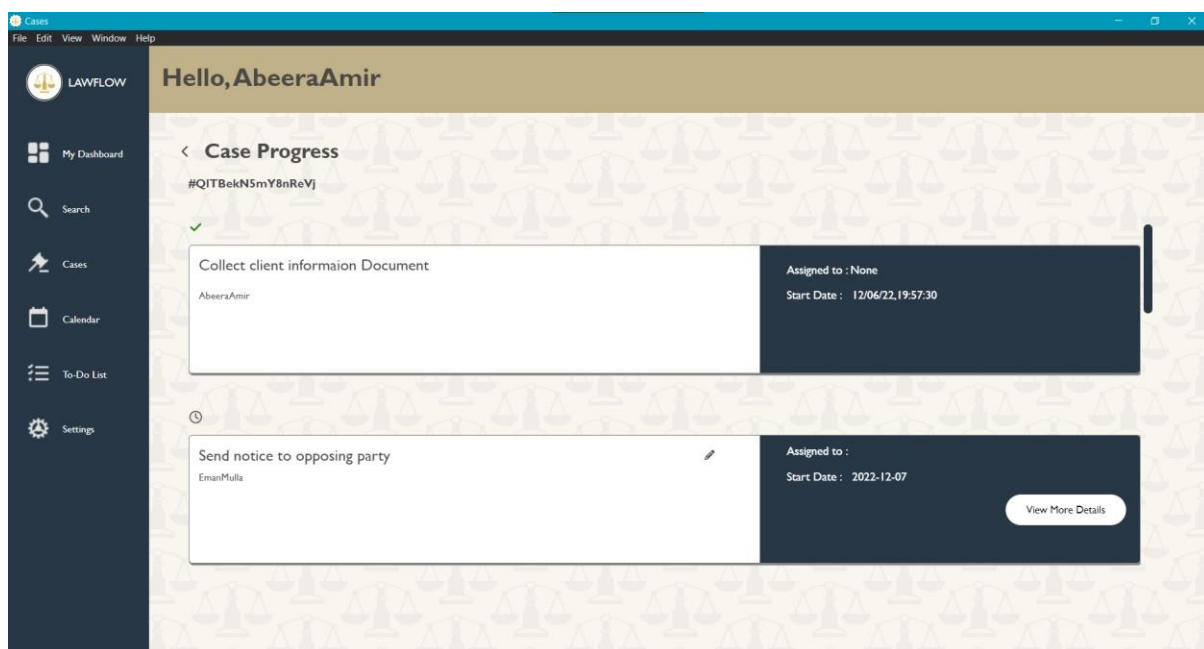 Cases
File Edit View Window Help
LAWFLOW
Hello,AbeeraAmir
My Dashboard
Search
Cases
Calendar
To-Do List
Settings
Case Progress
#QITBekN5mY8nReVj
Collect client informaion Document
AbeeraAmir
Assigned to : None
Start Date : 12/06/22,19:57:30
Send notice to opposing party
EmanMulla
Assigned to :
Start Date : 2022-12-07
View More Details